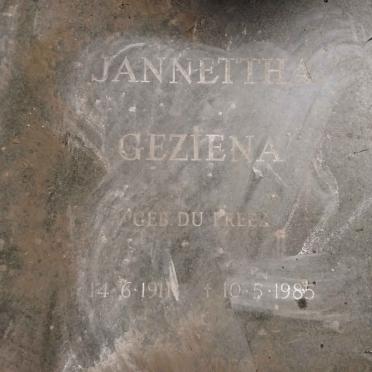 JANNETTHA
GEZIENA
GEB. DU PREEZ
† 10·5·1985